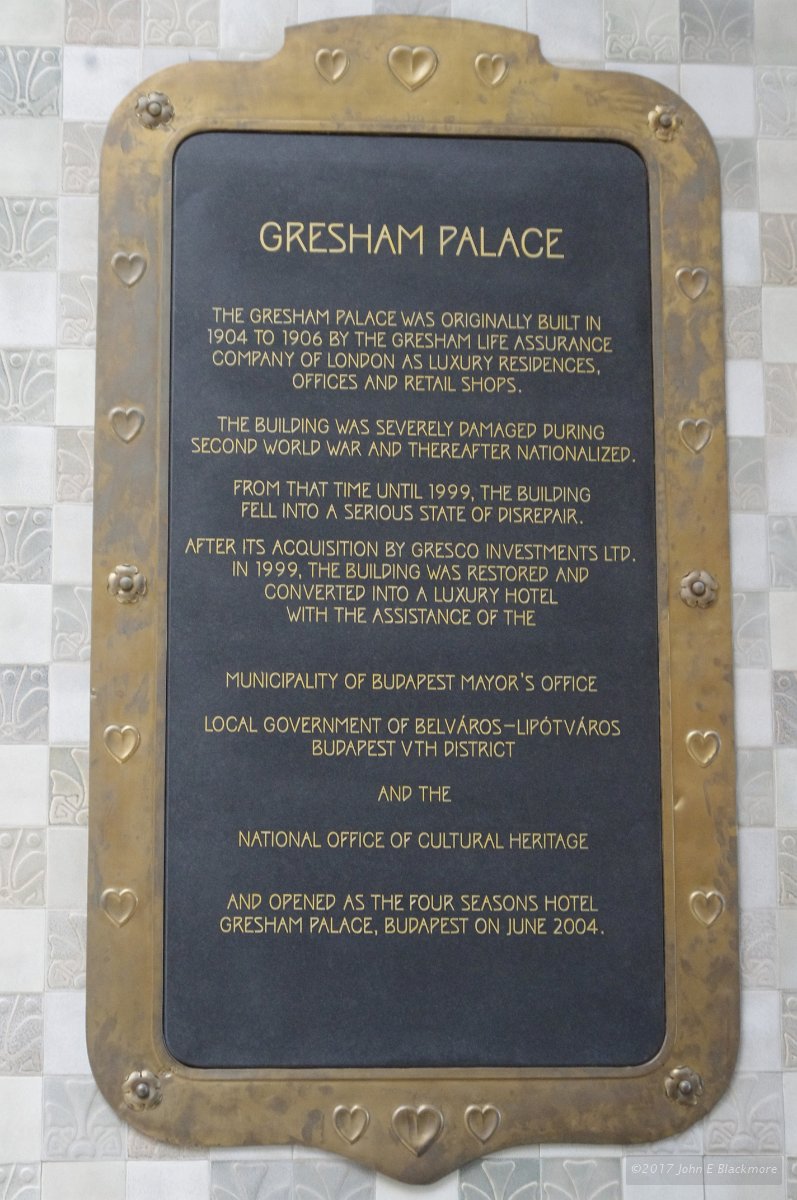 GRESHAM PALACE
THE GRESHAM PALACE WAS ORIGINALLY BUILT IN
1904 TO 1906 BY THE GRESHAM LIFE ASSURANCE
COMPANY OF LONDON AS LUXURY RESIDENCES,
OFFICES AND RETAIL SHOPS.
THE BUILDING WAS SEVERELY DAMAGED DURING
SECOND WORLD WAR AND THEREAFTER NATIONALIZED.
FROM THAT TIME UNTIL 1999, THE BUILDING
FELL INTO A SERIOUS STATE OF DISREPAIR.
AFTER ITS ACQUISITION BY GRESCO INVESTMENTS LTD.
IN 1999, THE BUILDING WAS RESTORED AND
CONVERTED INTO A LUXURY HOTEL
WITH THE ASSISTANCE OF THE
MUNICIPALITY OF BUDAPEST MAYOR'S OFFICE
LOCAL GOVERNMENT OF BELVÁROS–LIPÓTVÁROS
BUDAPEST VTH DISTRICT
AND THE
NATIONAL OFFICE OF CULTURAL HERITAGE
AND OPENED AS THE FOUR SEASONS HOTEL
GRESHAM PALACE, BUDAPEST ON JUNE 2004.
©2017 John E Blackmore